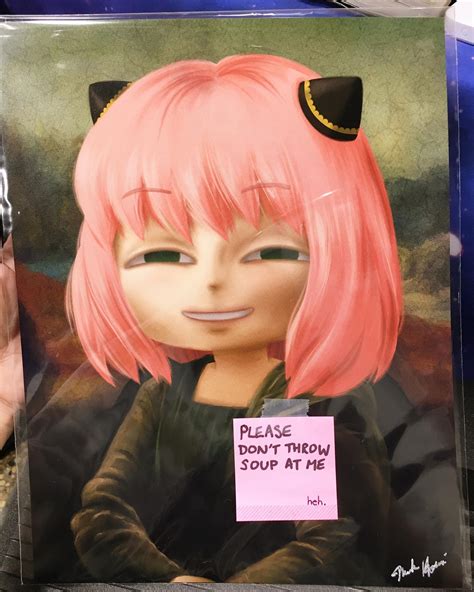 PLEASE
DON'T THROW
SOUP AT ME
heh.